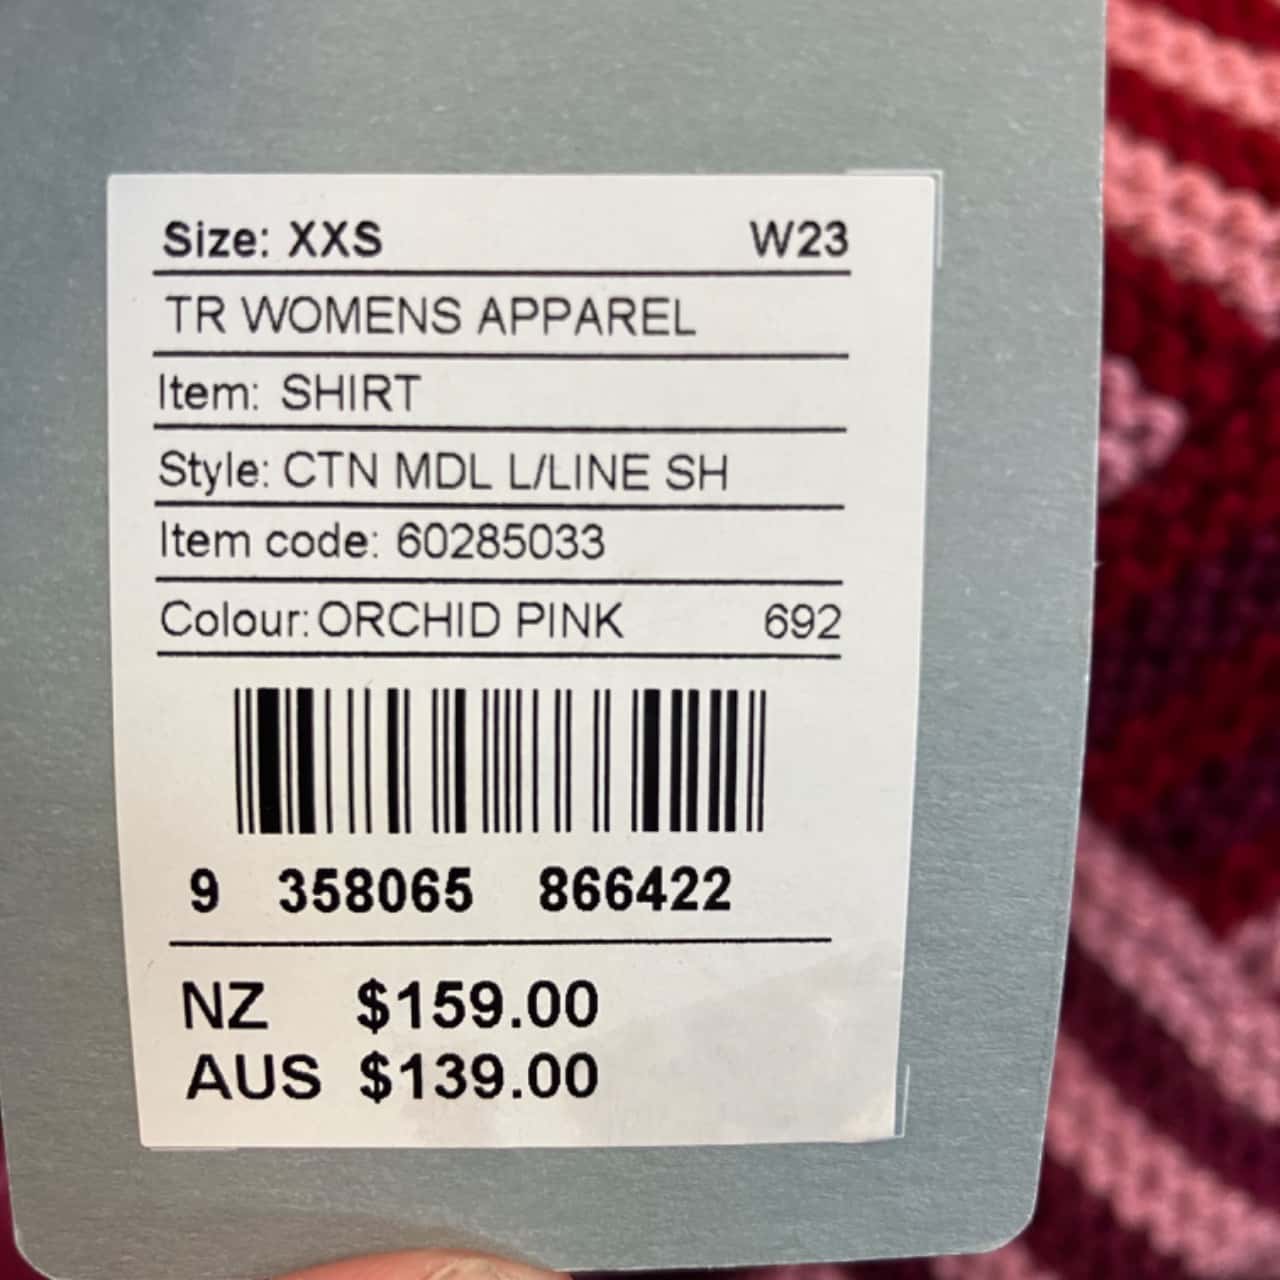 Size: XXS W23
TR WOMENS APPAREL
Item: SHIRT
Style: CTN MDL L/LINE SH
Item code: 60285033
Colour: ORCHID PINK 692
9 358065 866422
NZ $159.00
AUS $139.00